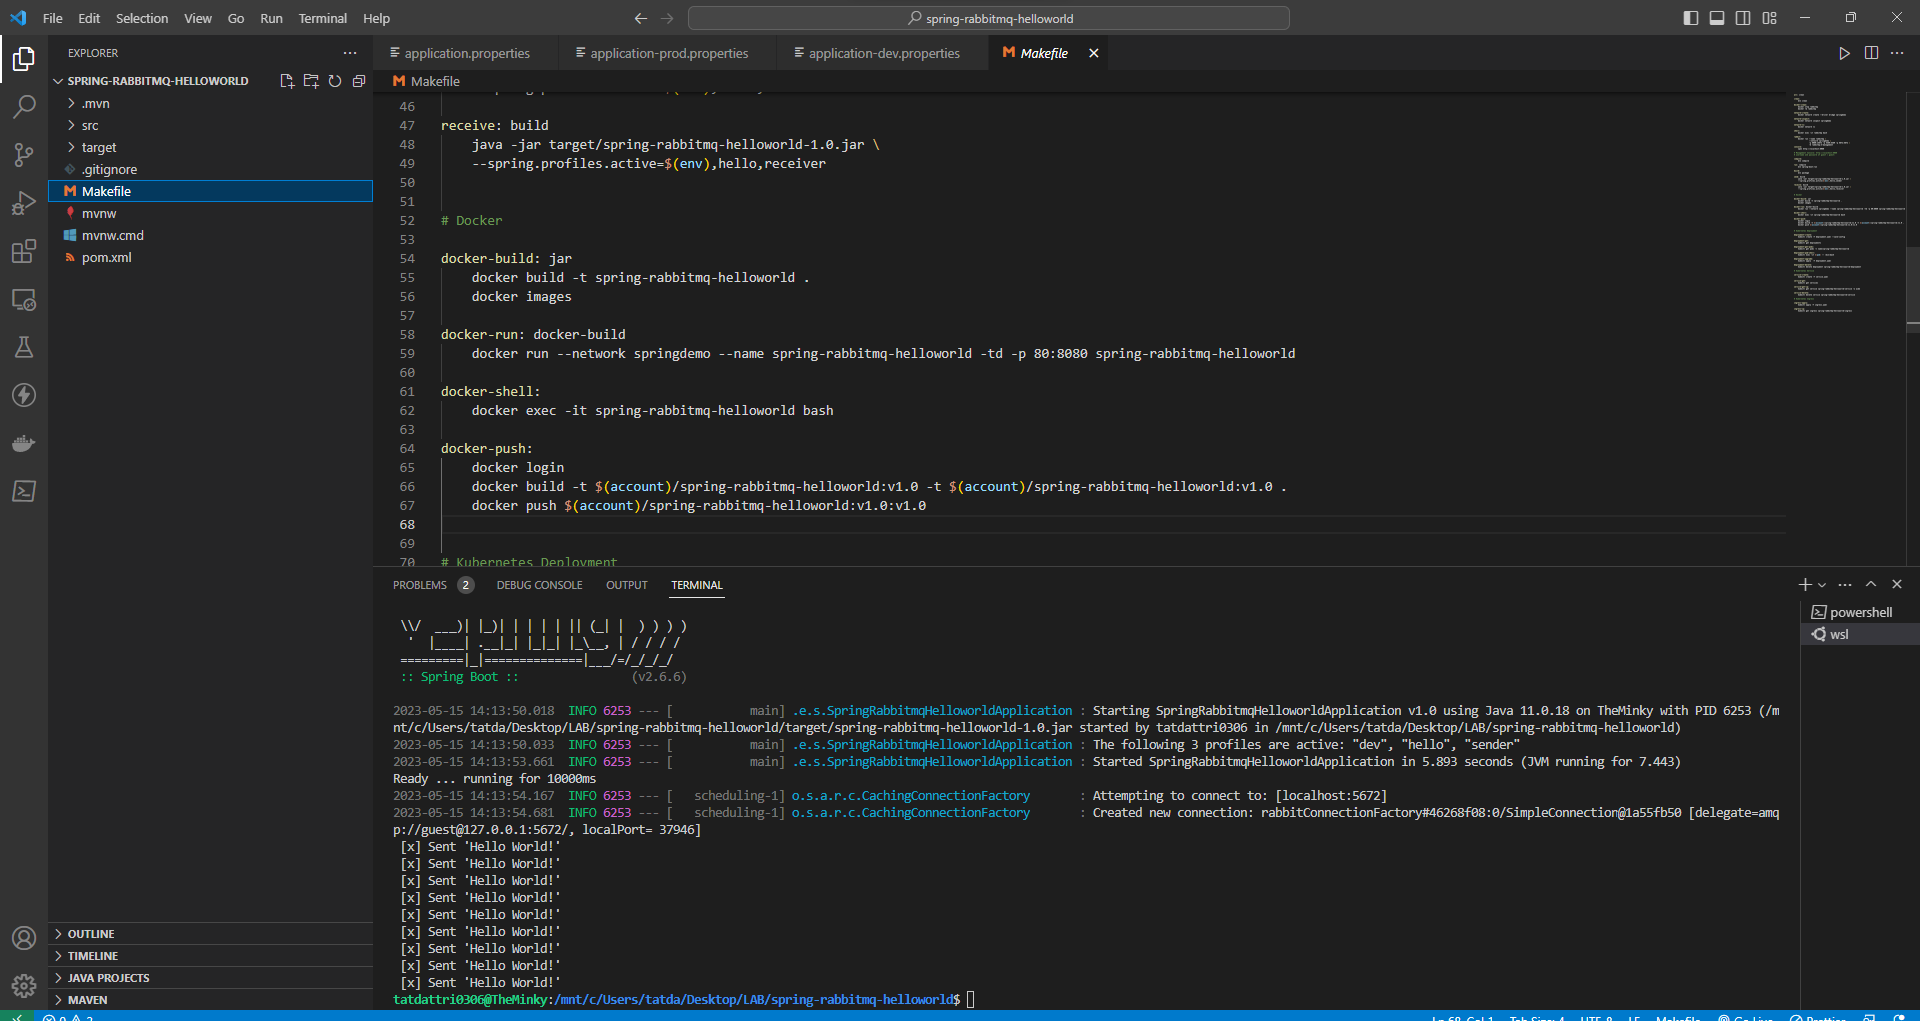 File Edit Selection View Go Run Terminal Help
spring-rabbitmq-helloworld
EXPLORER
SPRING-RABBITMQ-HELLOWORLD
.mvn
src
target
.gitignore
Makefile
mvnw
mvnw.cmd
pom.xml
OUTLINE
TIMELINE
JAVA PROJECTS
MAVEN
application.properties application-prod.properties application-dev.properties Makefile
Makefile
46
47 receive: build
48 java -jar target/spring-rabbitmq-helloworld-1.0.jar \
49 --spring.profiles.active=$(env),hello,receiver
50
51
52 # Docker
53
54 docker-build: jar
55 docker build -t spring-rabbitmq-helloworld .
56 docker images
57
58 docker-run: docker-build
59 docker run --network springdemo --name spring-rabbitmq-helloworld -td -p 80:8080 spring-rabbitmq-helloworld
60
61 docker-shell:
62 docker exec -it spring-rabbitmq-helloworld bash
63
64 docker-push:
65 docker login
66 docker build -t $(account)/spring-rabbitmq-helloworld:v1.0 -t $(account)/spring-rabbitmq-helloworld:v1.0 .
67 docker push $(account)/spring-rabbitmq-helloworld:v1.0:v1.0
68
69
70 # Kubernetes Deployment
PROBLEMS 2 DEBUG CONSOLE OUTPUT TERMINAL
powershell
wsl
\\/  ___)| |_)| | | | | || (_| |  ) ) ) )
'  |____| .__|_| |_|_| |_\__, | / / / /
=========|_|==============|___/=/_/_/_/
:: Spring Boot :: (v2.6.6)
2023-05-15 14:13:50.018 INFO 6253 --- [ main] .e.s.SpringRabbitmqHelloworldApplication : Starting SpringRabbitmqHelloworldApplication v1.0 using Java 11.0.18 on TheMinky with PID 6253 (/m
nt/c/Users/tatda/Desktop/LAB/spring-rabbitmq-helloworld/target/spring-rabbitmq-helloworld-1.0.jar started by tatdattri0306 in /mnt/c/Users/tatda/Desktop/LAB/spring-rabbitmq-helloworld)
2023-05-15 14:13:50.033 INFO 6253 --- [ main] .e.s.SpringRabbitmqHelloworldApplication : The following 3 profiles are active: "dev", "hello", "sender"
2023-05-15 14:13:53.661 INFO 6253 --- [ main] .e.s.SpringRabbitmqHelloworldApplication : Started SpringRabbitmqHelloworldApplication in 5.893 seconds (JVM running for 7.443)
Ready ... running for 10000ms
2023-05-15 14:13:54.167 INFO 6253 --- [ scheduling-1] o.s.a.r.c.CachingConnectionFactory : Attempting to connect to: [localhost:5672]
2023-05-15 14:13:54.681 INFO 6253 --- [ scheduling-1] o.s.a.r.c.CachingConnectionFactory : Created new connection: rabbitConnectionFactory#46268f08:0/SimpleConnection@1a55fb50 [delegate=amq
p://guest@127.0.0.1:5672/, localPort= 37946]
[x] Sent 'Hello World!'
[x] Sent 'Hello World!'
[x] Sent 'Hello World!'
[x] Sent 'Hello World!'
[x] Sent 'Hello World!'
[x] Sent 'Hello World!'
[x] Sent 'Hello World!'
[x] Sent 'Hello World!'
[x] Sent 'Hello World!'
tatdattri0306@TheMinky:/mnt/c/Users/tatda/Desktop/LAB/spring-rabbitmq-helloworld$
Ln 68, Col 1 Tab Size: 4 UTF-8 LF Makefile Go Live Prettier